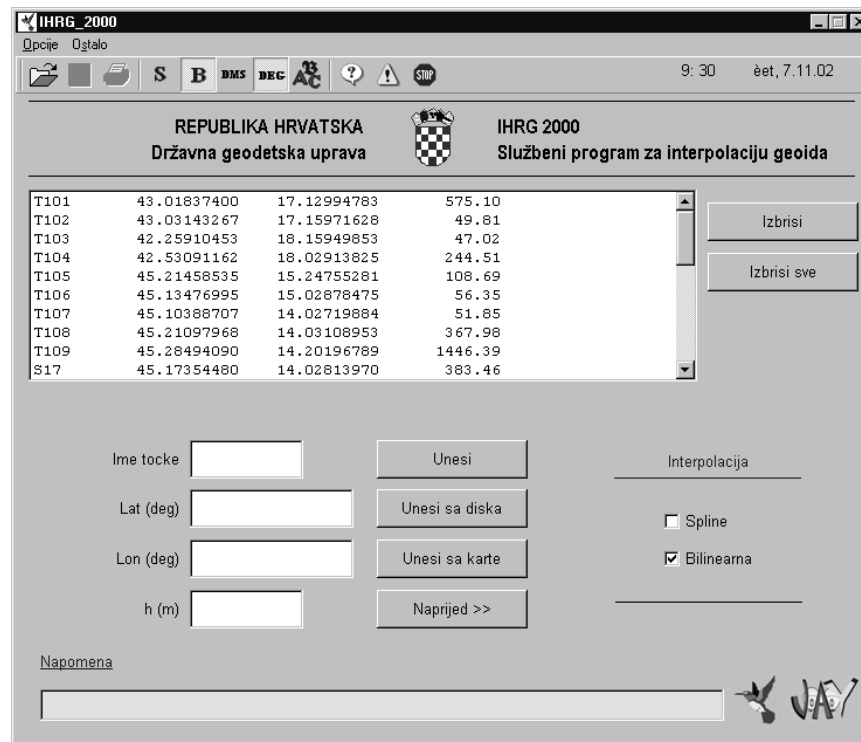 IHRG_2000
Opcije Ostalo
S B DMS DEG ABC ? ! STOP 9: 30 èet, 7.11.02
REPUBLIKA HRVATSKA
Državna geodetska uprava
IHRG 2000
Službeni program za interpolaciju geoida
T101 43.01837400 17.12994783 575.10
T102 43.03143267 17.15971628 49.81
T103 42.25910453 18.15949853 47.02
T104 42.53091162 18.02913825 244.51
T105 45.21458535 15.24755281 108.69
T106 45.13476995 15.02878475 56.35
T107 45.10388707 14.02719884 51.85
T108 45.21097968 14.03108953 367.98
T109 45.28494090 14.20196789 1446.39
S17 45.17354480 14.02813970 383.46
Izbrisi
Izbrisi sve
Ime tocke
Unesi
Interpolacija
Lat (deg)
Unesi sa diska
Spline
Lon (deg)
Unesi sa karte
Bilinearna
h (m)
Naprijed >>
Napomena
JAY